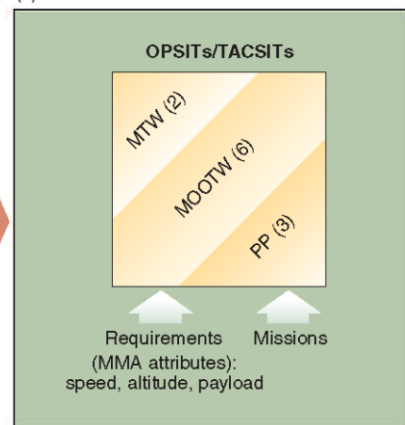 OPSITs/TACSITs
MTW (2)
MOOTW (6)
PP (3)
Requirements Missions
(MMA attributes):
speed, altitude, payload